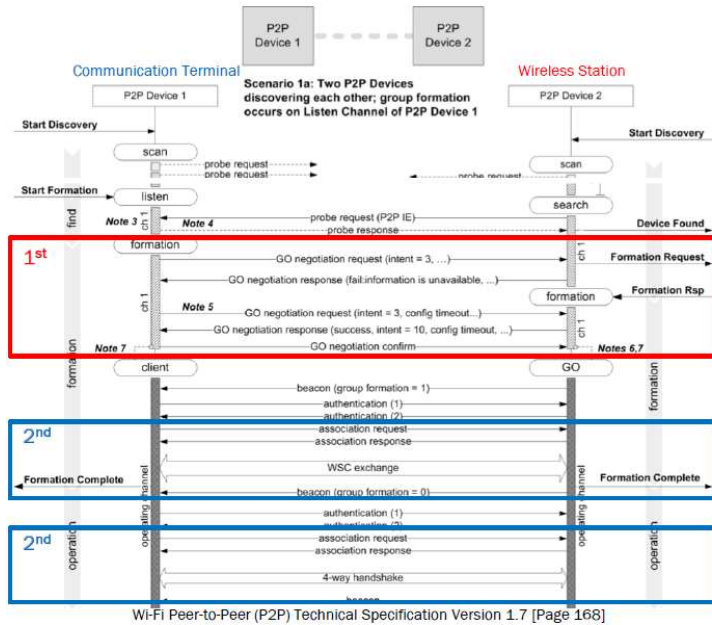 P2P
Device 1
P2P
Device 2
Communication Terminal
Wireless Station
Scenario 1a: Two P2P Devices
discovering each other; group formation
occurs on Listen Channel of P2P Device 1
P2P Device 1
P2P Device 2
Start Discovery
Start Discovery
scan
scan
probe request
probe request
probe request
Start Formation
listen
search
find
ch 1
Note 3
Note 4
probe request (P2P IE)
probe response
Device Found
1st
formation
ch 1
GO negotiation request (intent = 3, ...)
Formation Request
GO negotiation response (fail:information is unavailable, ...)
Formation Rsp
formation
ch 1
Note 5
GO negotiation request (intent = 3, config timeout...)
GO negotiation response (success, intent = 10, config timeout, ...)
ch 1
Note 7
GO negotiation confirm
Notes 6,7
formation
client
GO
formation
beacon (group formation = 1)
authentication (1)
authentication (2)
2nd
association request
association response
WSC exchange
Formation Complete
Formation Complete
beacon (group formation = 0)
operating channel
operating channel
authentication (1)
2nd
association request
association response
operation
operation
4-way handshake
Wi-Fi Peer-to-Peer (P2P) Technical Specification Version 1.7 [Page 168]